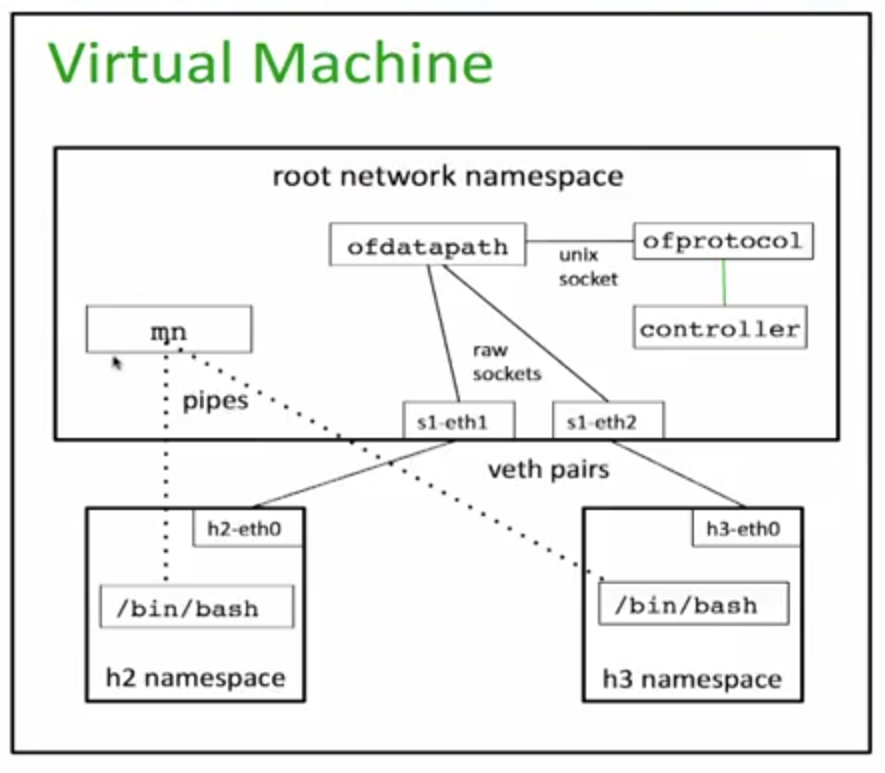 Virtual Machine
root network namespace
ofdatapath
unix
socket
ofprotocol
controller
mn
raw
sockets
pipes
s1-eth1
s1-eth2
veth pairs
h2-eth0
h3-eth0
/bin/bash
/bin/bash
h2 namespace
h3 namespace